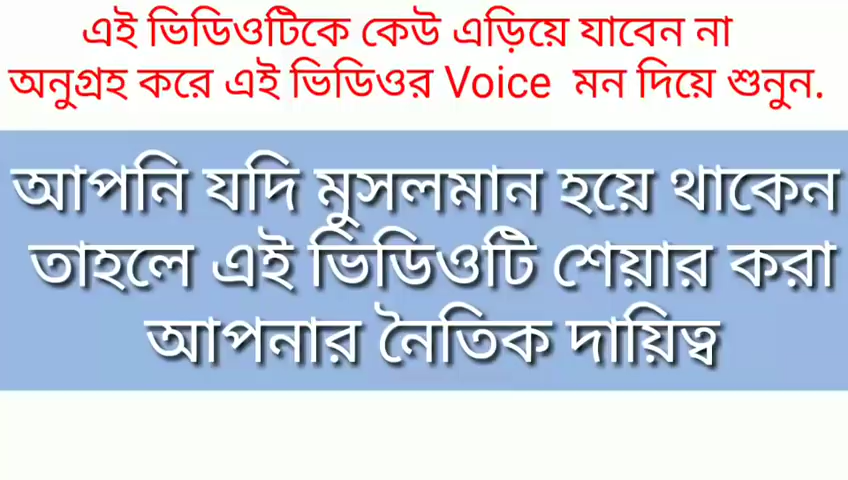 এই ভিডিওটিকে কেউ এড়িয়ে যাবেন না
অনুগ্রহ করে এই ভিডিওর Voice মন দিয়ে শুনুন.
আপনি যদি মুসলমান হয়ে থাকেন
তাহলে এই ভিডিওটি শেয়ার করা
আপনার নৈতিক দায়িত্ব